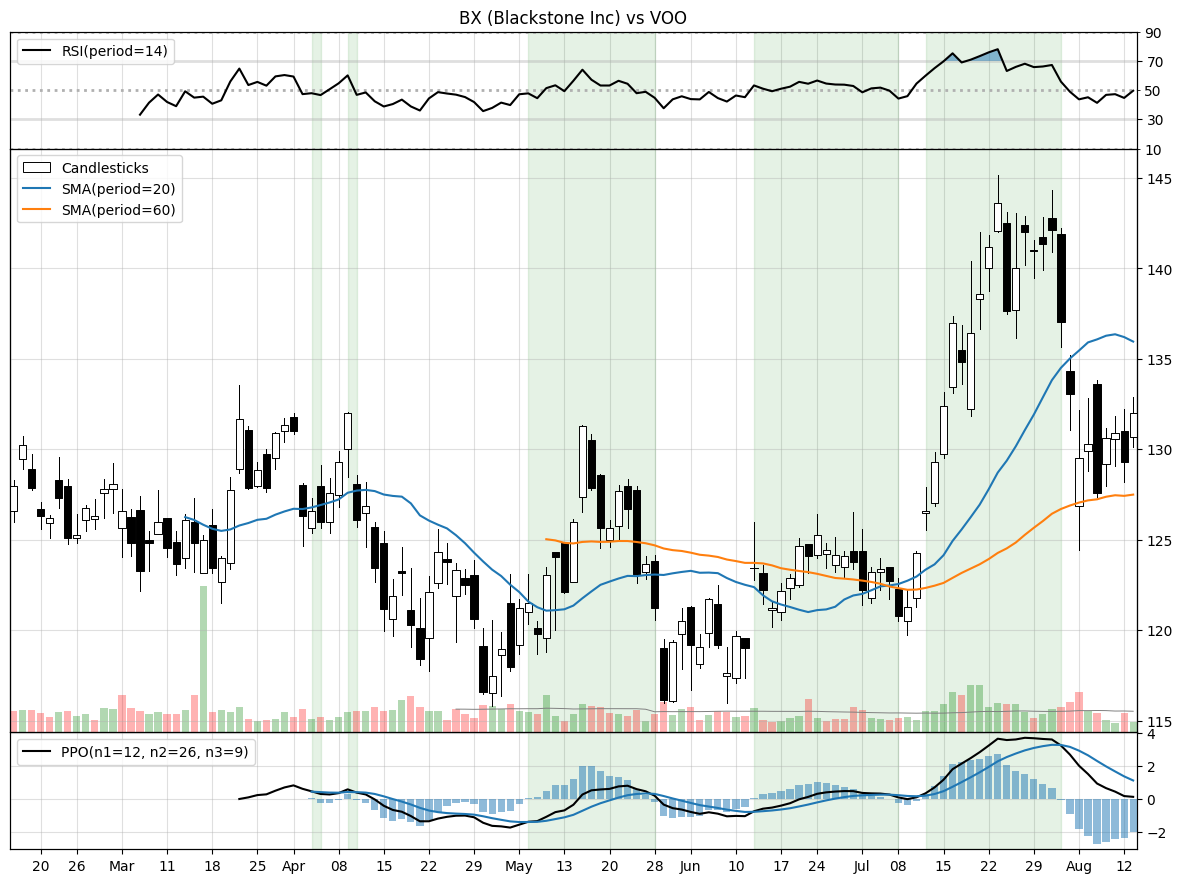 BX (Blackstone Inc) vs VOO
RSI(period=14)
90
70
50
30
10
Candlesticks
SMA(period=20)
SMA(period=60)
145
140
135
130
125
120
115
PPO(n1=12, n2=26, n3=9)
4
2
0
−2
20 26 Mar 11 18 25 Apr 08 15 22 29 May 13 20 28 Jun 10 17 24 Jul 08 15 22 29 Aug 12